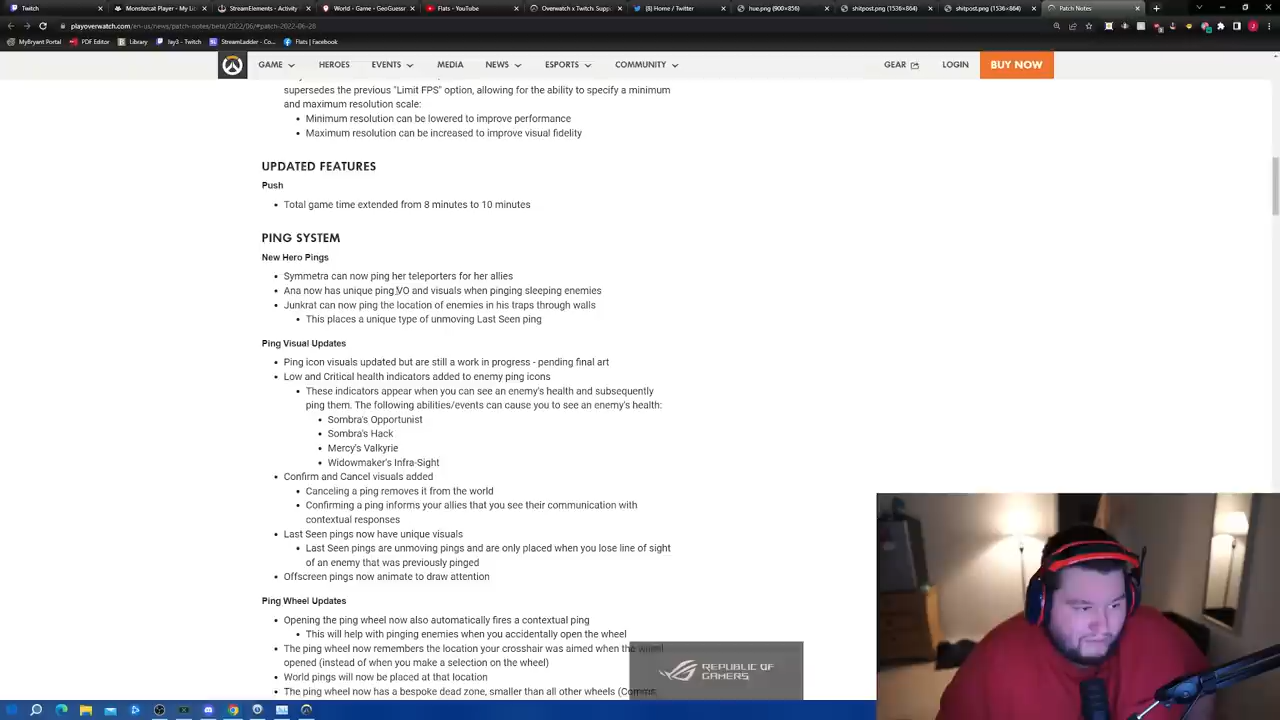 Twitch
Monstercat Player - My Li
StreamElements - Activity
World - Game - GeoGuessr
Flats - YouTube
Overwatch x Twitch Suppo
(8) Home / Twitter
hue.png (900×856)
shitpost.png (1536×864)
shitpost.png (1536×864)
Patch Notes
playoverwatch.com/en-us/news/patch-notes/beta/2022/06/#patch-2022-06-28
MyBryant Portal
PDF Editor
Library
Jay3 - Twitch
StreamLadder - Co...
Flats | Facebook
GAME
HEROES
EVENTS
MEDIA
NEWS
ESPORTS
COMMUNITY
GEAR
LOGIN
BUY NOW
supersedes the previous "Limit FPS" option, allowing for the ability to specify a minimum
and maximum resolution scale:
Minimum resolution can be lowered to improve performance
Maximum resolution can be increased to improve visual fidelity
UPDATED FEATURES
Push
Total game time extended from 8 minutes to 10 minutes
PING SYSTEM
New Hero Pings
Symmetra can now ping her teleporters for her allies
Ana now has unique ping VO and visuals when pinging sleeping enemies
Junkrat can now ping the location of enemies in his traps through walls
This places a unique type of unmoving Last Seen ping
Ping Visual Updates
Ping icon visuals updated but are still a work in progress - pending final art
Low and Critical health indicators added to enemy ping icons
These indicators appear when you can see an enemy's health and subsequently
ping them. The following abilities/events can cause you to see an enemy's health:
Sombra's Opportunist
Sombra's Hack
Mercy's Valkyrie
Widowmaker's Infra-Sight
Confirm and Cancel visuals added
Canceling a ping removes it from the world
Confirming a ping informs your allies that you see their communication with
contextual responses
Last Seen pings now have unique visuals
Last Seen pings are unmoving pings and are only placed when you lose line of sight
of an enemy that was previously pinged
Offscreen pings now animate to draw attention
Ping Wheel Updates
Opening the ping wheel now also automatically fires a contextual ping
This will help with pinging enemies when you accidentally open the wheel
The ping wheel now remembers the location your crosshair was aimed when the wheel
opened (instead of when you make a selection on the wheel)
World pings will now be placed at that location
The ping wheel now has a bespoke dead zone, smaller than all other wheels (Comms,
REPUBLIC OF
GAMERS